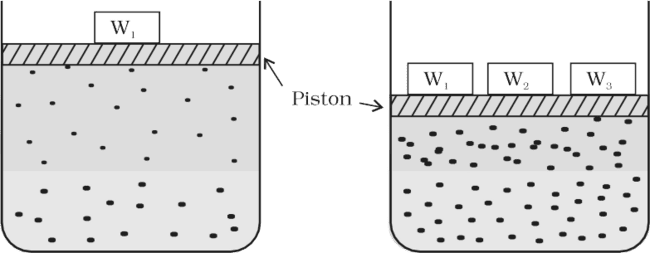 W₁
Piston
W₁ W₂ W₃